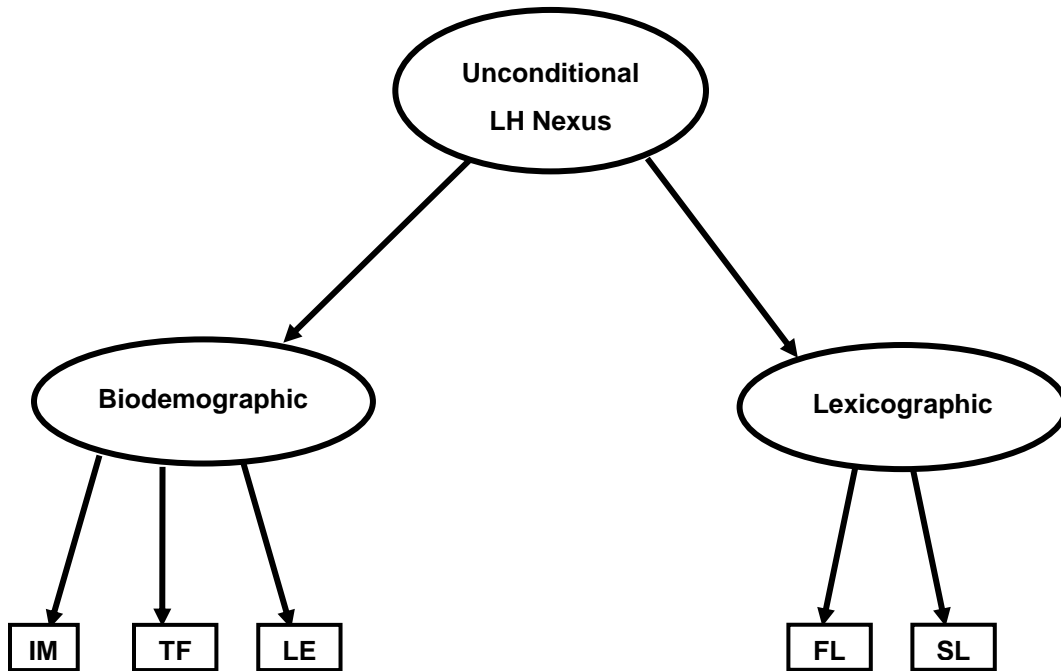 Unconditional
LH Nexus
Biodemographic
Lexicographic
IM
TF
LE
FL
SL